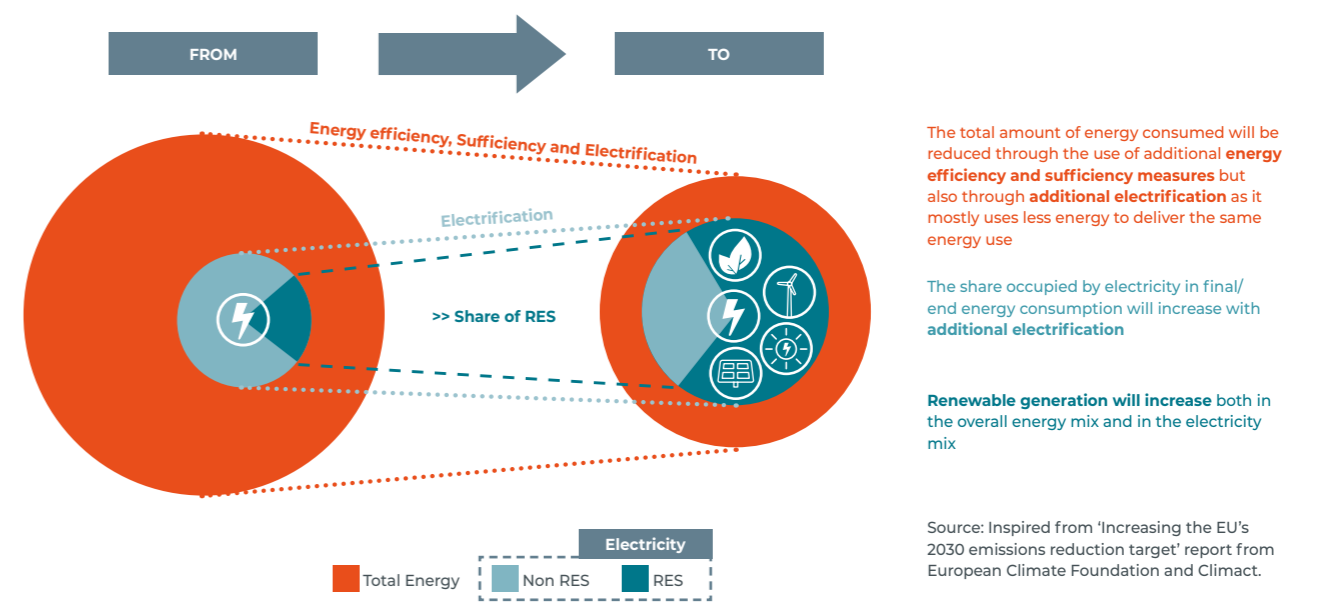 FROM
TO
Energy efficiency, Sufficiency and Electrification
Electrification
>> Share of RES
The total amount of energy consumed will be
reduced through the use of additional energy
efficiency and sufficiency measures but
also through additional electrification as it
mostly uses less energy to deliver the same
energy use
The share occupied by electricity in final/
end energy consumption will increase with
additional electrification
Renewable generation will increase both in
the overall energy mix and in the electricity
mix
Electricity
Total Energy
Non RES
RES
Source: Inspired from ‘Increasing the EU’s
2030 emissions reduction target’ report from
European Climate Foundation and Climact.